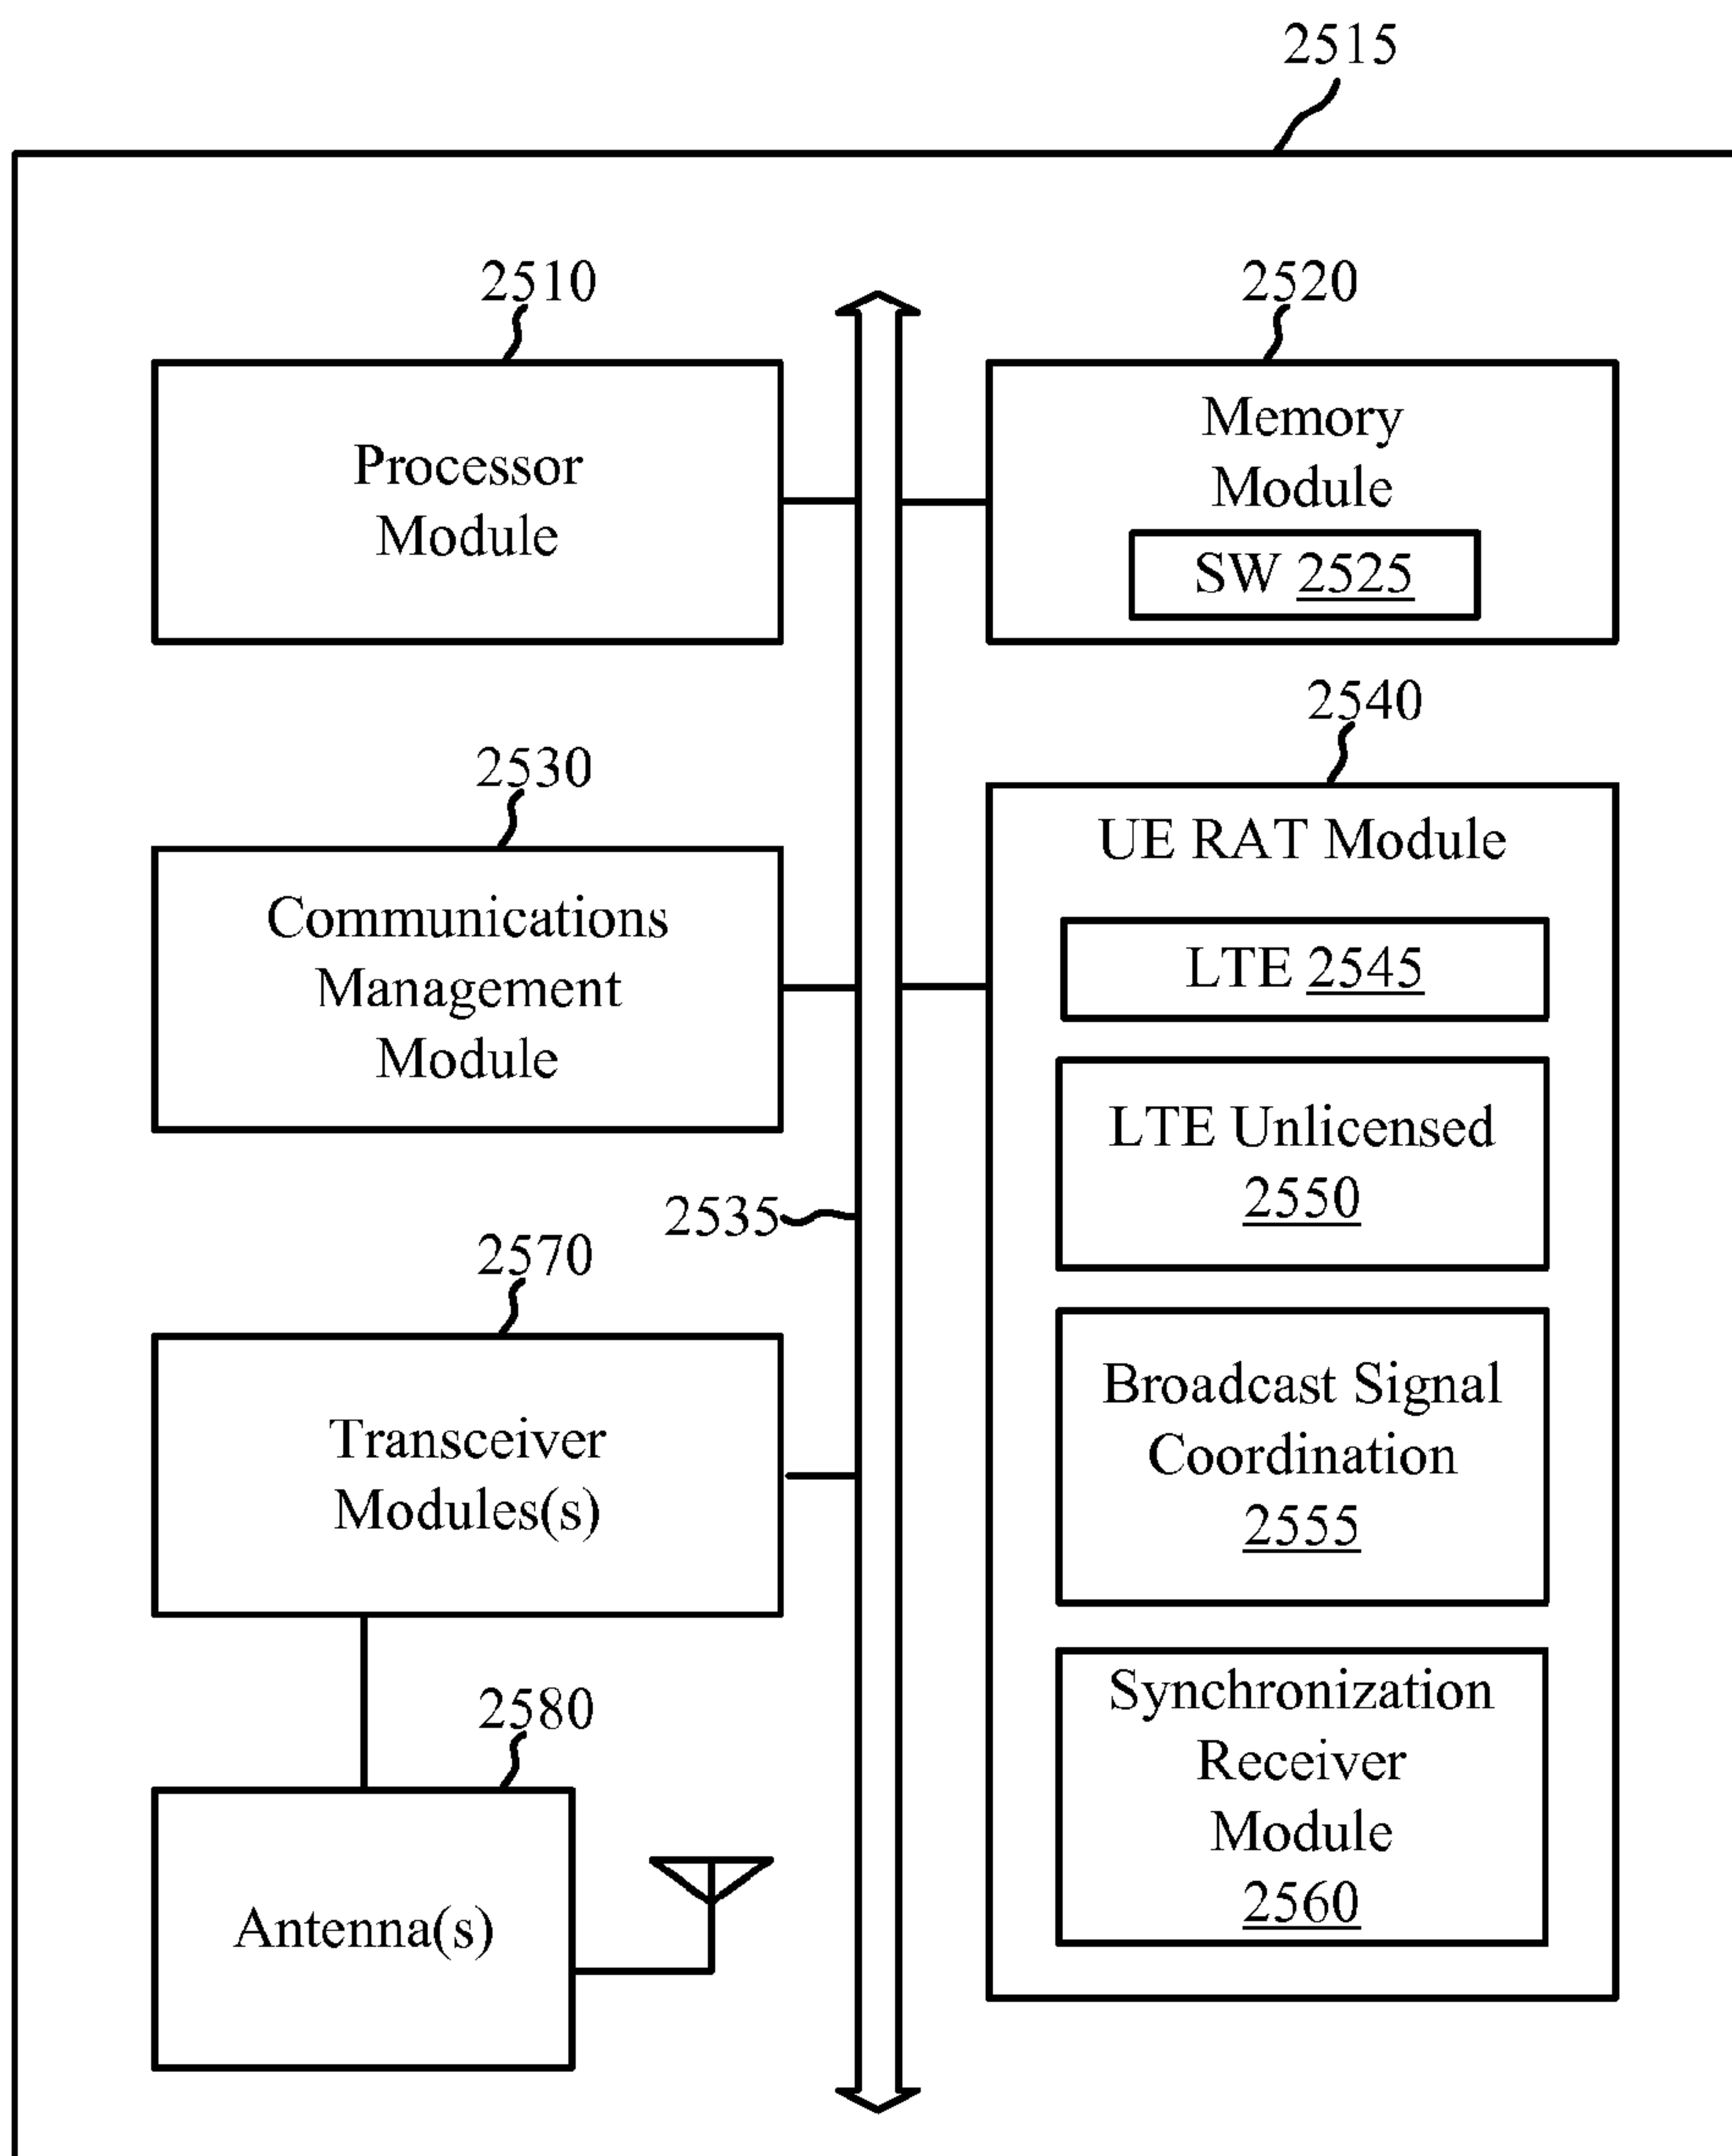 2515
2510
Processor
Module
2520
Memory
Module
SW 2525
2530
Communications
Management
Module
2535
2540
UE RAT Module
LTE 2545
LTE Unlicensed
2550
Broadcast Signal
Coordination
2555
Synchronization
Receiver
Module
2560
2570
Transceiver
Modules(s)
2580
Antenna(s)